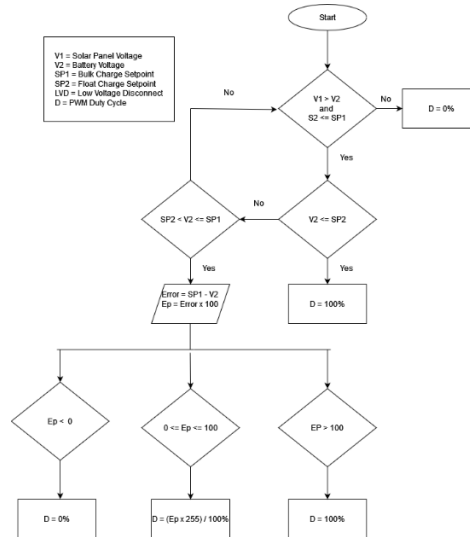 Start
V1 = Solar Panel Voltage
V2 = Battery Voltage
SP1 = Bulk Charge Setpoint
SP2 = Float Charge Setpoint
LVD = Low Voltage Disconnect
D = PWM Duty Cycle
No
V1 > V2
and
S2 <= SP1
No
D = 0%
Yes
SP2 < V2 <= SP1
No
V2 <= SP2
Yes
Yes
Error = SP1 - V2
Ep = Error x 100
D = 100%
Ep < 0
0 <= Ep <= 100
EP > 100
D = 0%
D = (Ep x 255) / 100%
D = 100%